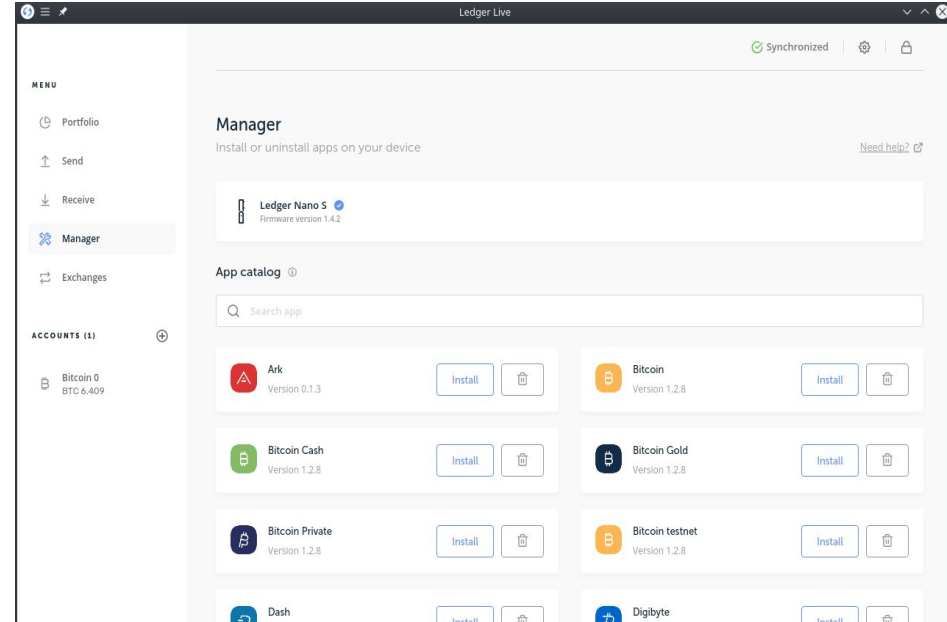 Ledger Live
Synchronized
MENU
Portfolio
Send
Receive
Manager
Exchanges
ACCOUNTS (1)
Bitcoin 0
BTC 6.409
Manager
Install or uninstall apps on your device
Need help?
Ledger Nano S
Firmware version 1.4.2
App catalog
Search app
Ark
Version 0.1.3
Install
Bitcoin
Version 1.2.8
Install
Bitcoin Cash
Version 1.2.8
Install
Bitcoin Gold
Version 1.2.8
Install
Bitcoin Private
Version 1.2.8
Install
Bitcoin testnet
Version 1.2.8
Install
Dash
Install
Digibyte
Install